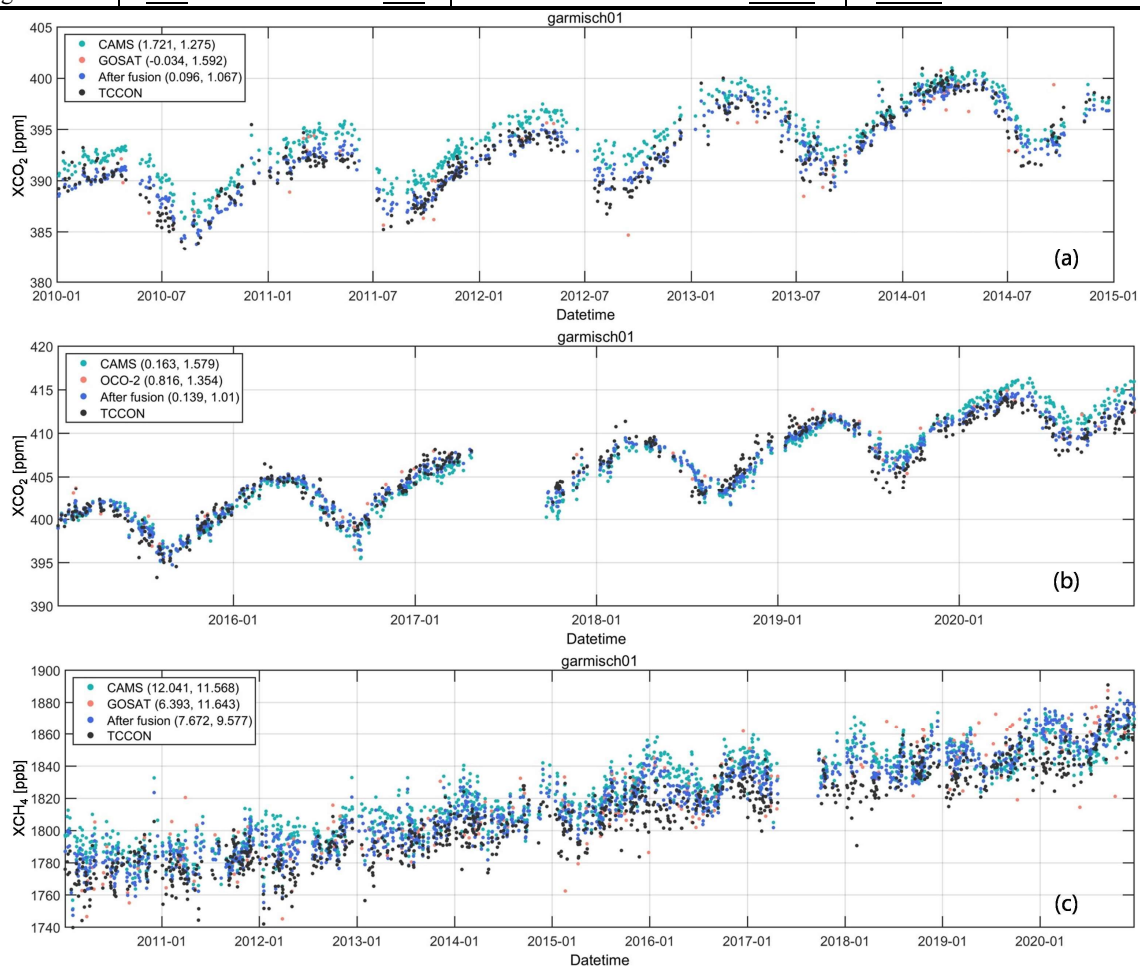 garmisch01
405
400
395
390
385
380
XCO2 [ppm]
CAMS (1.721, 1.275)
GOSAT (-0.034, 1.592)
After fusion (0.096, 1.067)
TCCON
(a)
2010-01 2010-07 2011-01 2011-07 2012-01 2012-07 2013-01 2013-07 2014-01 2014-07 2015-01
Datetime
garmisch01
420
415
410
405
400
395
390
XCO2 [ppm]
CAMS (0.163, 1.579)
OCO-2 (0.816, 1.354)
After fusion (0.139, 1.01)
TCCON
(b)
2016-01 2017-01 2018-01 2019-01 2020-01
Datetime
garmisch01
1900
1880
1860
1840
1820
1800
1780
1760
1740
XCH4 [ppb]
CAMS (12.041, 11.568)
GOSAT (6.393, 11.643)
After fusion (7.672, 9.577)
TCCON
(c)
2011-01 2012-01 2013-01 2014-01 2015-01 2016-01 2017-01 2018-01 2019-01 2020-01
Datetime